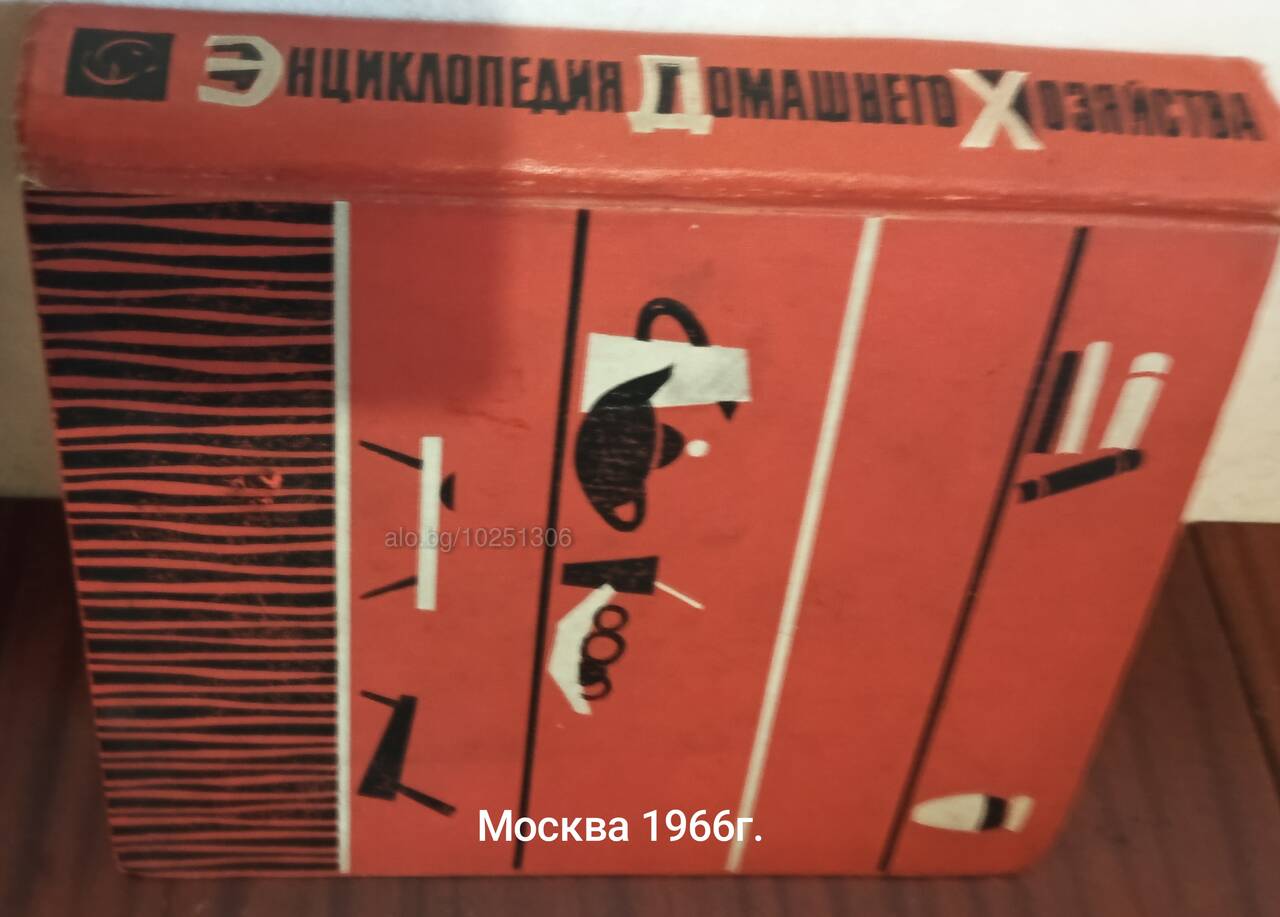 Энциклопедия Домашнего Хозяйства
alo.bg/10251306
Москва 1966г.